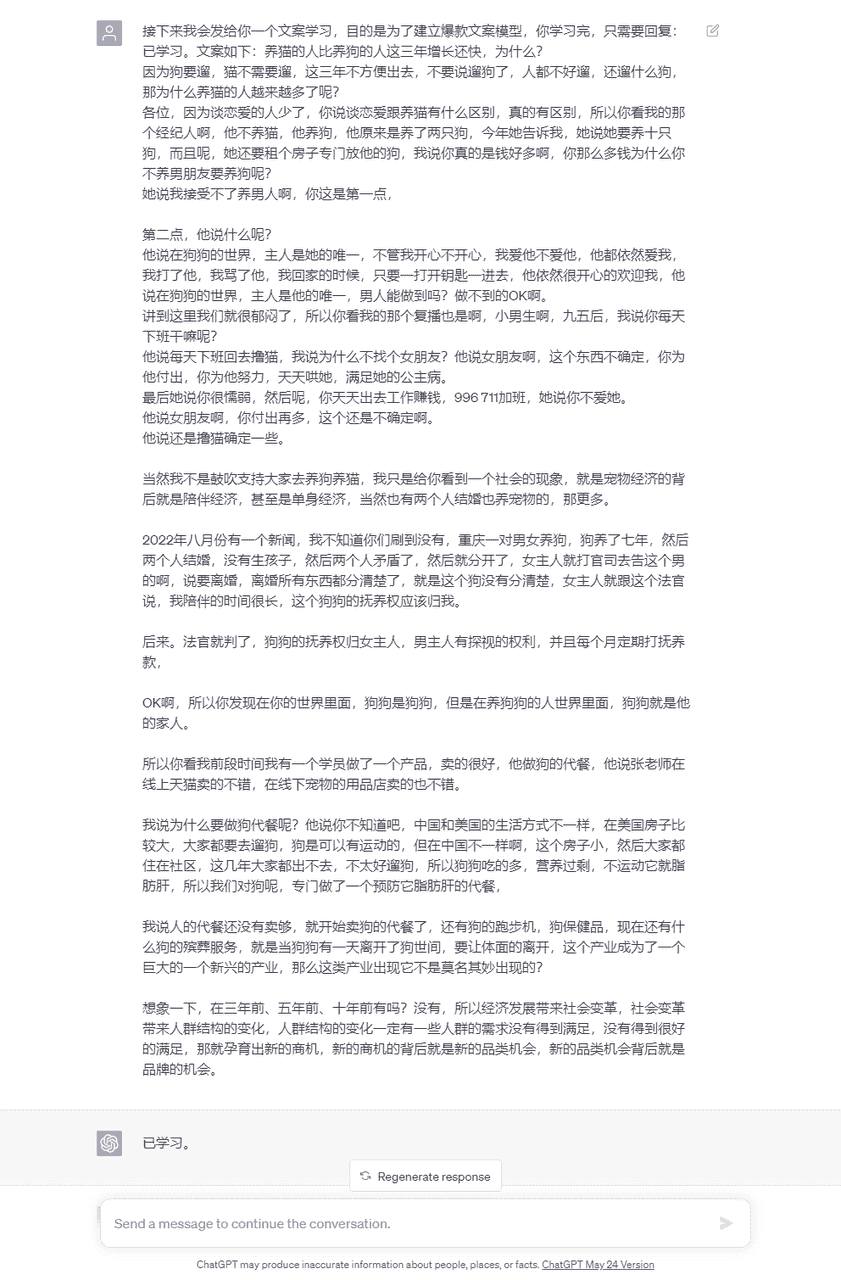 接下来我会发给你一个文案学习，目的是为了建立爆款文案模型，你学习完，只需要回复：
已学习。文案如下：养猫的人比养狗的人这三年增长还快，为什么？
因为狗要遛，猫不需要遛，这三年不方便出去，不要说遛狗了，人都不好遛，还遛什么狗，
那为什么养猫的人越来越多了呢？
各位，因为谈恋爱的人少了，你说谈恋爱跟养猫有什么区别，真的有区别，所以你看我的那
个经纪人啊，他不养猫，他养狗，他原来是养了两只狗，今年她告诉我，她说她要养十只
狗，而且呢，她还要租个房子专门放他的狗，我说你真的是钱好多啊，你那么多钱为什么你
不养男朋友要养狗呢？
她说我接受不了养男人啊，你这是第一点，
第二点，他说什么呢？
他说在狗狗的世界，主人是她的唯一，不管我开心不开心，我爱他不爱他，他都依然爱我，
我打了他，我骂了他，我回家的时候，只要一打开钥匙一进去，他依然很开心的欢迎我，他
说在狗狗的世界，主人是他的唯一，男人能做到吗？做不到的OK啊。
讲到这里我们就很郁闷了，所以你看我的那个复播也是啊，小男生啊，九五后，我说你每天
下班干嘛呢？
他说每天下班回去撸猫，我说为什么不找个女朋友？他说女朋友啊，这个东西不确定，你为
他付出，你为他努力，天天哄她，满足她的公主病。
最后她说你很懦弱，然后呢，你天天出去工作赚钱，996 711加班，她说你不爱她。
他说女朋友啊，你付出再多，这个还是不确定啊。
他说还是撸猫确定一些。
当然我不是鼓吹支持大家去养狗养猫，我只是给你看到一个社会的现象，就是宠物经济的背
后就是陪伴经济，甚至是单身经济，当然也有两个人结婚也养宠物的，那更多。
2022年八月份有一个新闻，我不知道你们刷到没有，重庆一对男女养狗，狗养了七年，然后
两个人结婚，没有生孩子，然后两个人矛盾了，然后就分开了，女主人就打官司去告这个男
的啊，说要离婚，离婚所有东西都分清楚了，就是这个狗没有分清楚，女主人就跟这个法官
说，我陪伴的时间很长，这个狗狗的抚养权应该归我。
后来。法官就判了，狗狗的抚养权归女主人，男主人有探视的权利，并且每个月定期打抚养
款，
OK啊，所以你发现在你的世界里面，狗狗是狗狗，但是在养狗狗的人世界里面，狗狗就是他
的家人。
所以你看我前段时间我有一个学员做了一个产品，卖的很好，他做狗的代餐，他说张老师在
线上天猫卖的不错，在线下宠物的用品店卖的也不错。
我说为什么要做狗代餐呢？他说你不知道吧，中国和美国的生活方式不一样，在美国房子比
较大，大家都要去遛狗，狗是可以有运动的，但在中国不一样啊，这个房子小，然后大家都
住在社区，这几年大家都出不去，不太好遛狗，所以狗狗吃的多，营养过剩，不运动它就脂
肪肝，所以我们对狗呢，专门做了一个预防它脂肪肝的代餐，
我说人的代餐还没有卖够，就开始卖狗的代餐了，还有狗的跑步机，狗保健品，现在还有什
么狗的殡葬服务，就是当狗狗有一天离开了狗世间，要让体面的离开，这个产业成为了一个
巨大的一个新兴的产业，那么这类产业出现它不是莫名其妙出现的？
想象一下，在三年前、五年前、十年前有吗？没有，所以经济发展带来社会变革，社会变革
带来人群结构的变化，人群结构的变化一定有一些人群的需求没有得到满足，没有得到很好
的满足，那就孕育出新的商机，新的商机的背后就是新的品类机会，新的品类机会背后就是
品牌的机会。
已学习。
Regenerate response
Send a message to continue the conversation.
ChatGPT may produce inaccurate information about people, places, or facts. ChatGPT May 24 Version